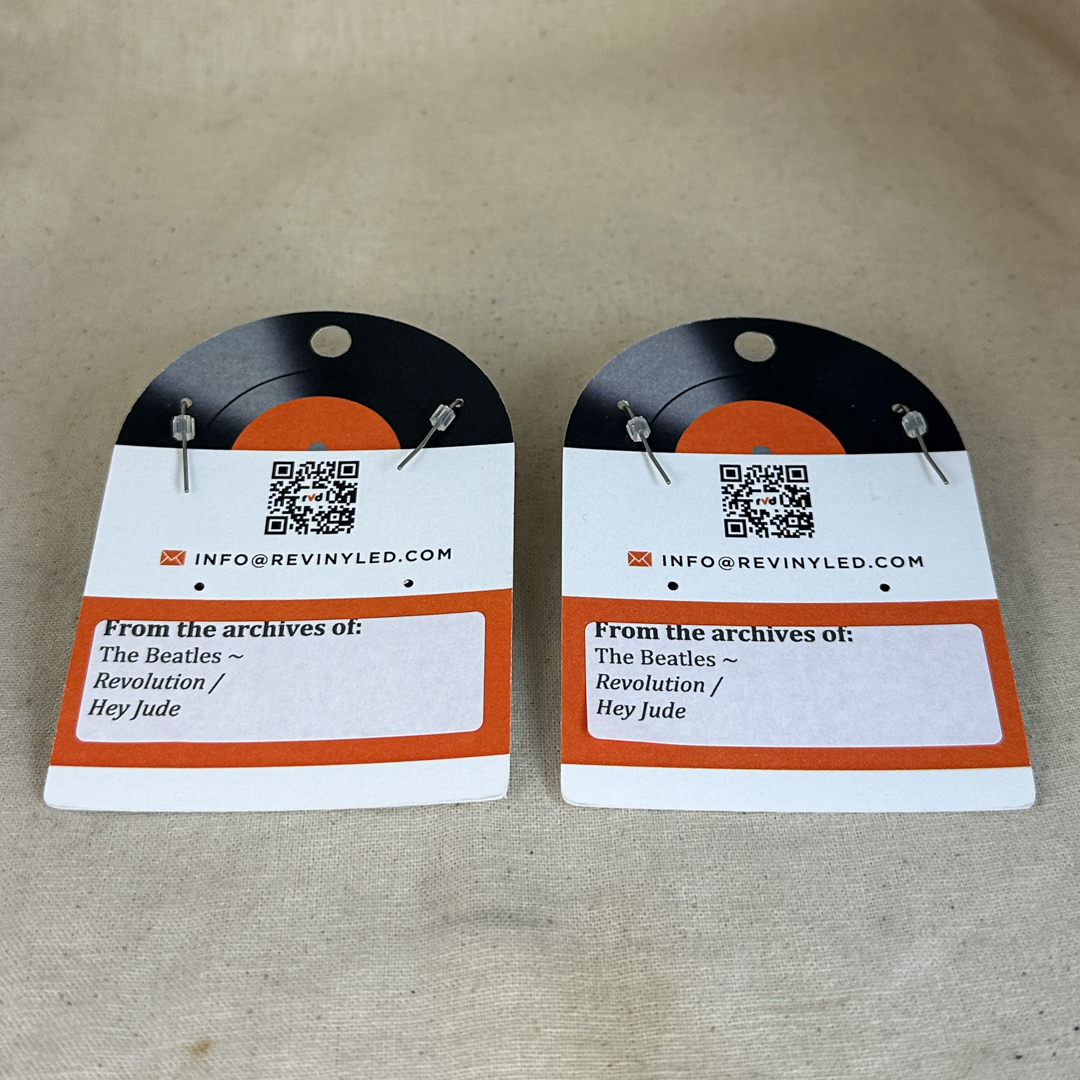 rvd
INFO@REVINYLED.COM
From the archives of:
The Beatles ~
Revolution /
Hey Jude
rvd
INFO@REVINYLED.COM
From the archives of:
The Beatles ~
Revolution /
Hey Jude